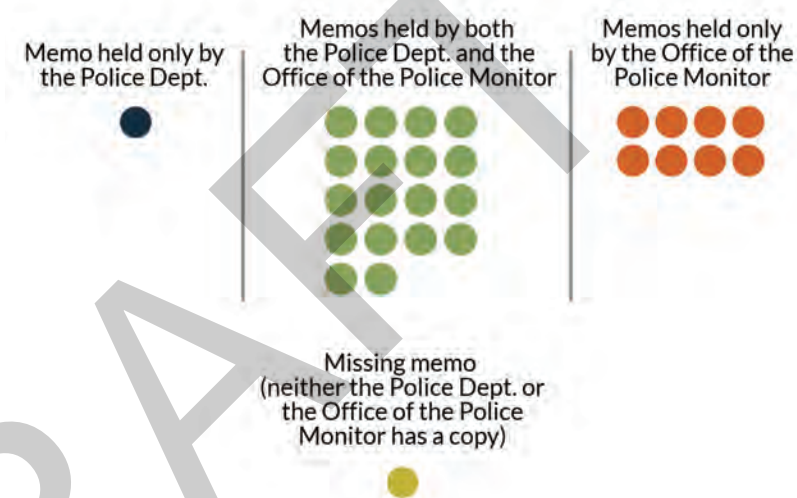 Memo held only by
the Police Dept.
Memos held by both
the Police Dept. and the
Office of the Police Monitor
Memos held only
by the Office of the
Police Monitor
Missing memo
(neither the Police Dept. or
the Office of the Police
Monitor has a copy)
RAFT